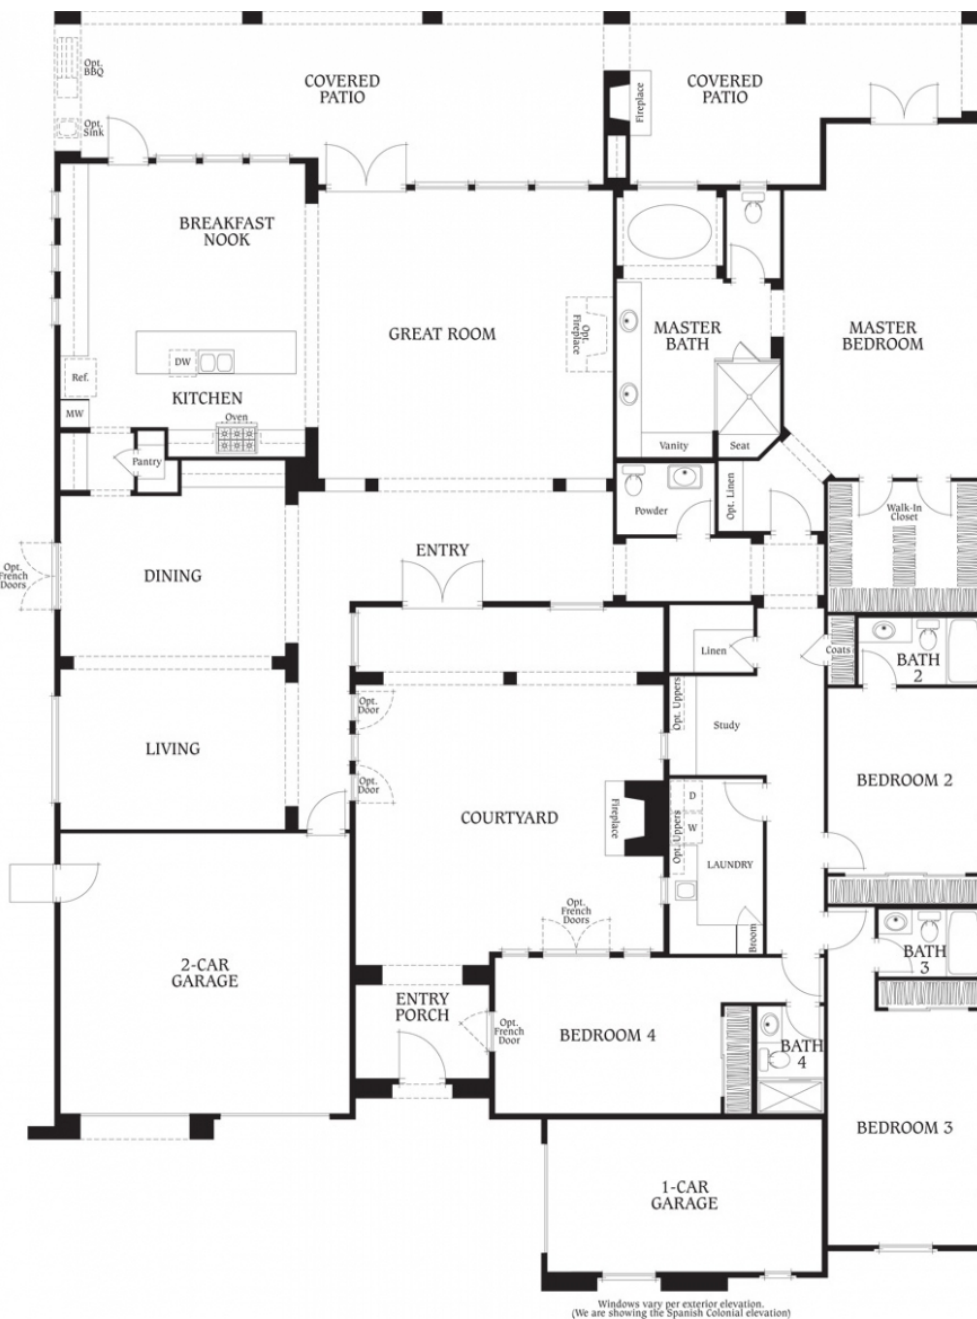 Opt.
BBQ
COVERED
PATIO
Fireplace
COVERED
PATIO
Opt.
Sink
BREAKFAST
NOOK
GREAT ROOM
Opt.
Fireplace
MASTER
BATH
MASTER
BEDROOM
DW
Ref.
KITCHEN
MW
Oven
Pantry
Vanity
Seat
Powder
Opt. Linen
Walk-In
Closet
Opt.
French
Doors
DINING
ENTRY
Linen
Coats
BATH
2
Opt.
Door
Opt. Uppers
Study
LIVING
Opt.
Door
COURTYARD
Fireplace
D
W
Opt. Uppers
LAUNDRY
BEDROOM 2
Opt.
French
Doors
Broom
BATH
3
2-CAR
GARAGE
ENTRY
PORCH
Opt.
French
Door
BEDROOM 4
BATH
4
BEDROOM 3
1-CAR
GARAGE
Windows vary per exterior elevation.
(We are showing the Spanish Colonial elevation)